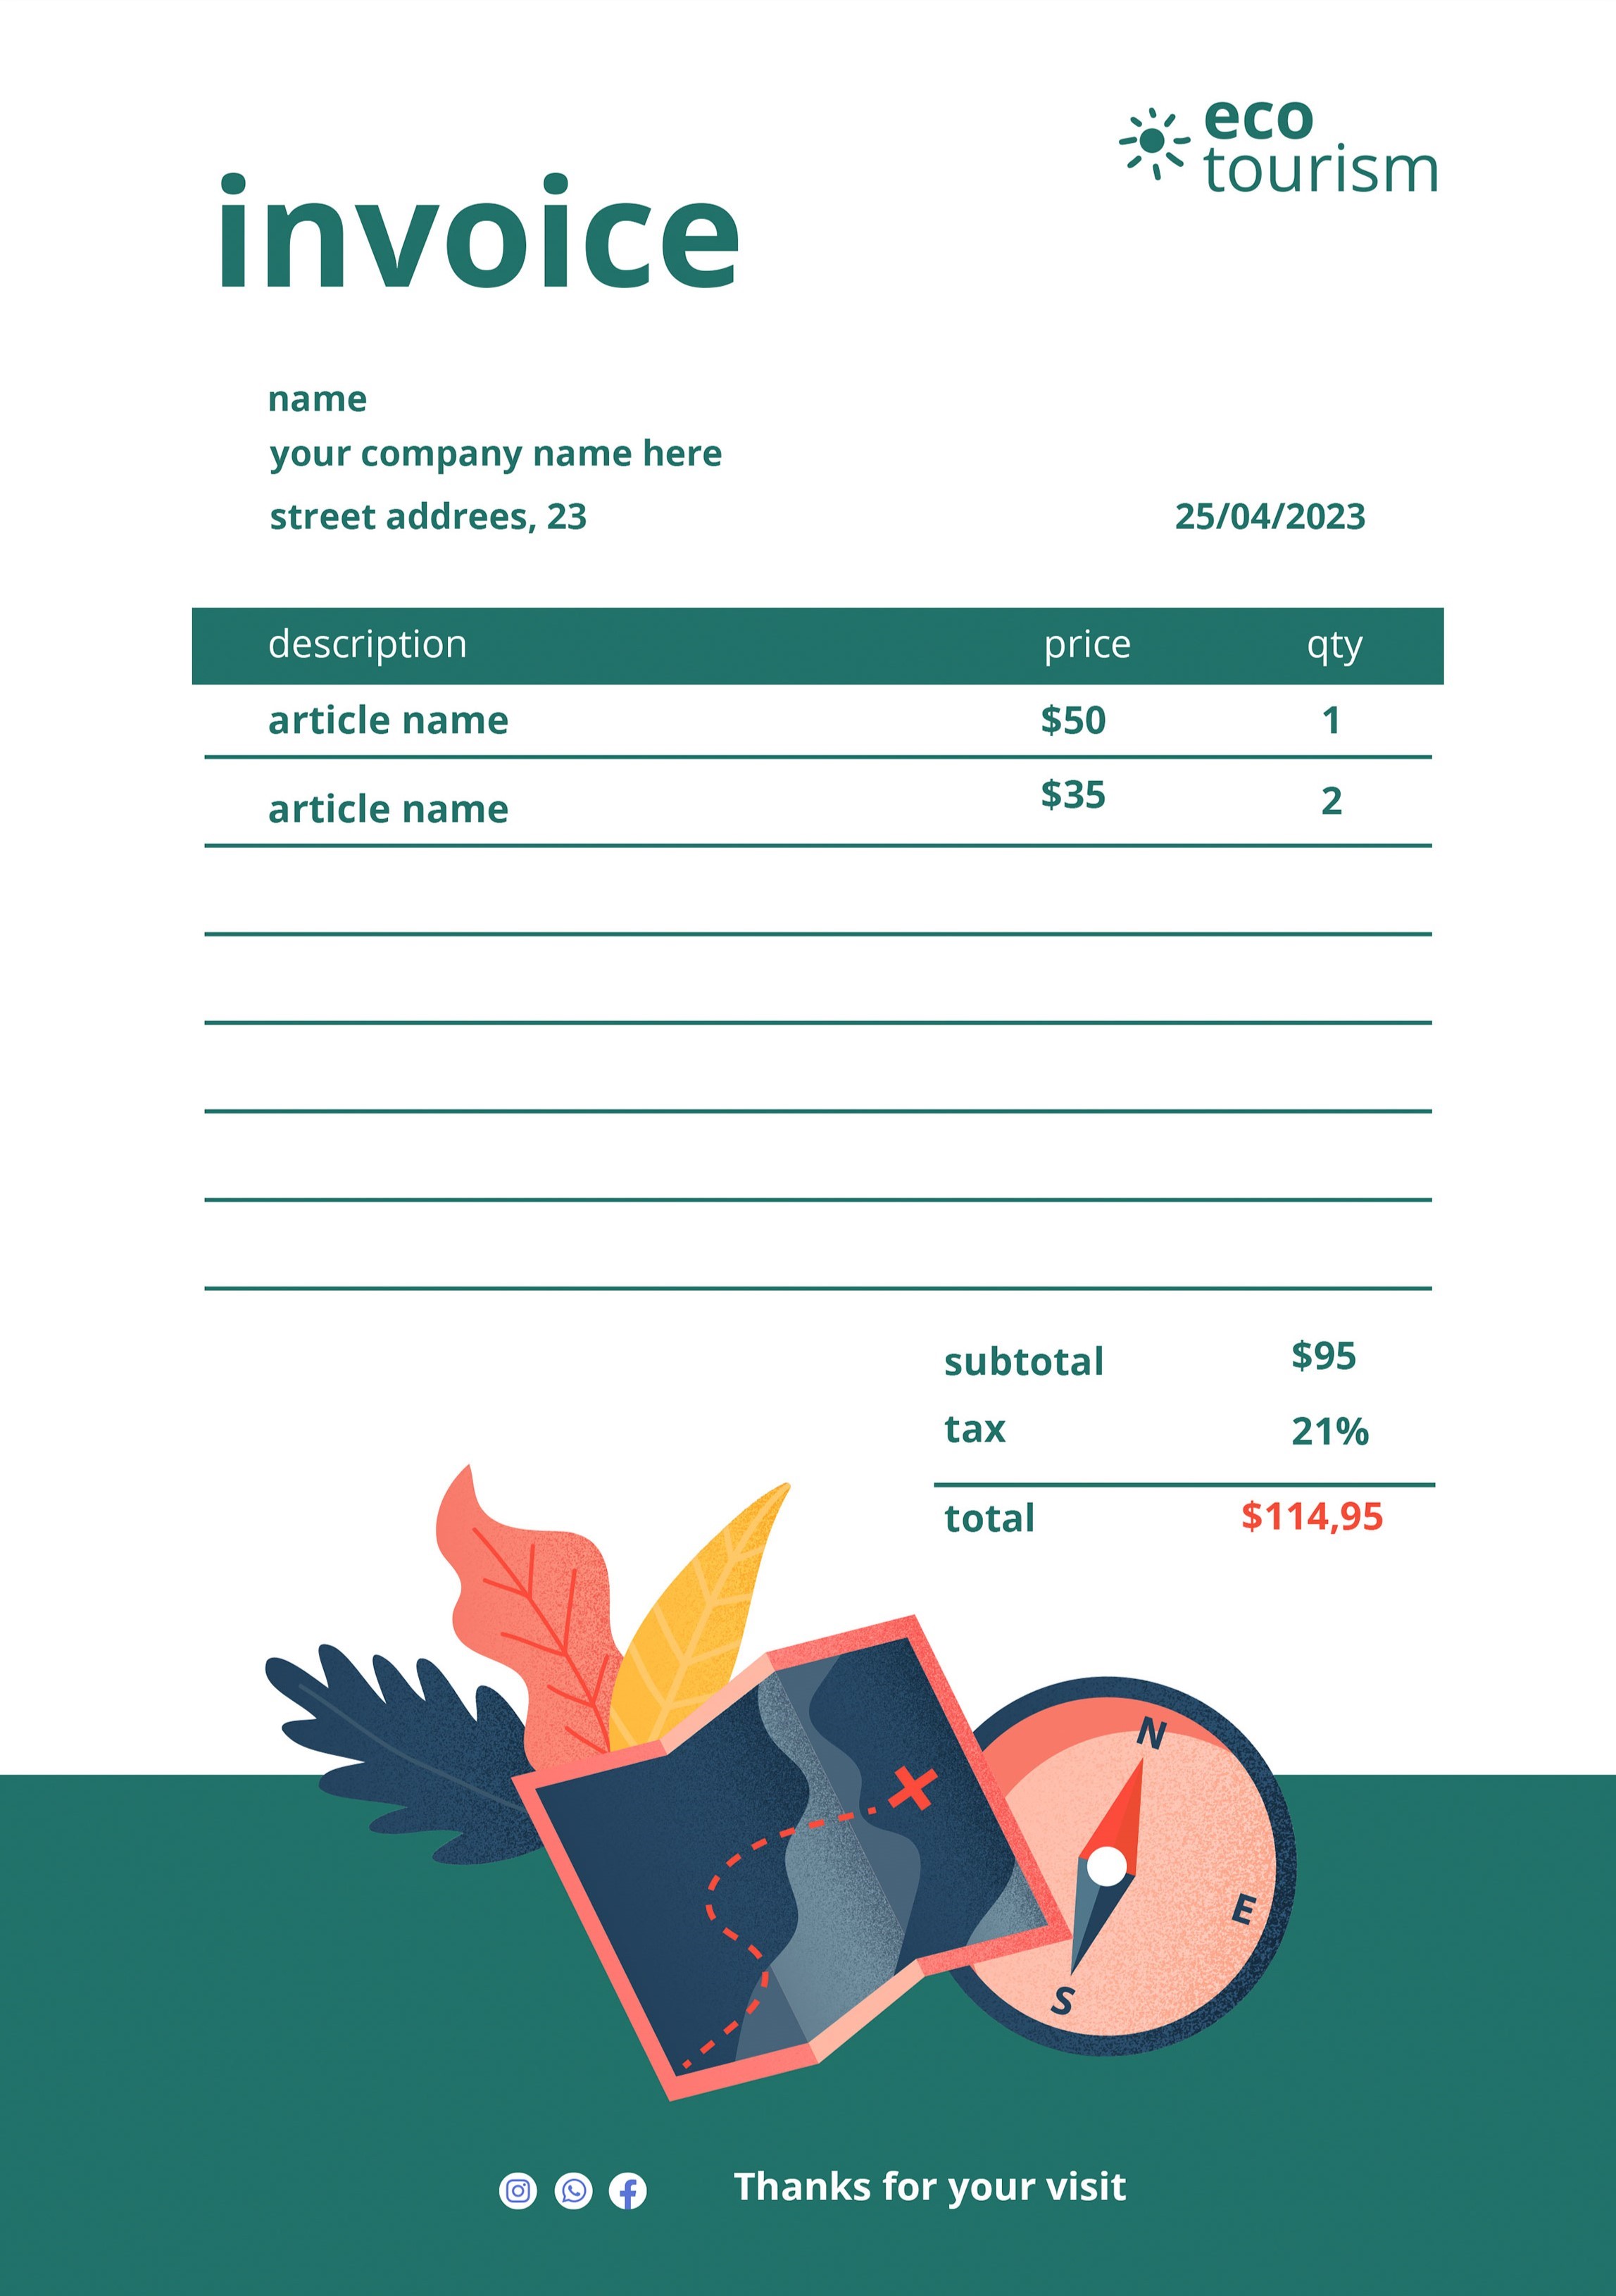 eco
tourism
invoice
name
your company name here
street addrees, 23
25/04/2023
description price qty
article name $50 1
article name $35 2
subtotal $95
tax 21%
total $114,95
N
E
S
Thanks for your visit